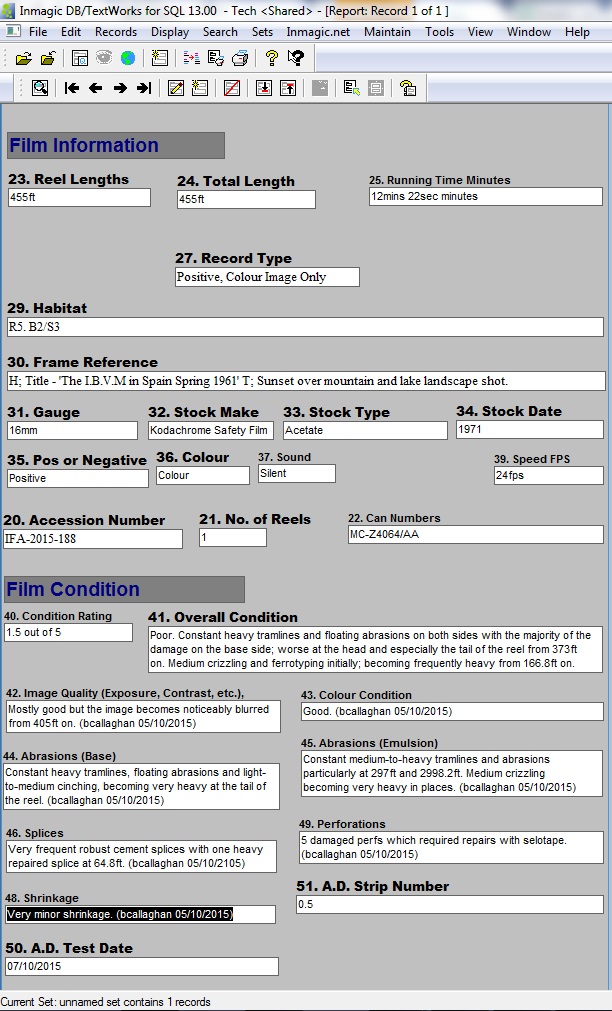 Inmagic DB/TextWorks for SQL 13.00 - Tech <Shared> - [Report: Record 1 of 1 ]
File Edit Records Display Search Sets Inmagic.net Maintain Tools View Window Help
Film Information
23. Reel Lengths
455ft
24. Total Length
455ft
25. Running Time Minutes
12mins 22sec minutes
27. Record Type
Positive, Colour Image Only
29. Habitat
R5. B2/S3
30. Frame Reference
H; Title - 'The I.B.V.M in Spain Spring 1961' T; Sunset over mountain and lake landscape shot.
31. Gauge
16mm
32. Stock Make
Kodachrome Safety Film
33. Stock Type
Acetate
34. Stock Date
1971
35. Pos or Negative
Positive
36. Colour
Colour
37. Sound
Silent
39. Speed FPS
24fps
20. Accession Number
IFA-2015-188
21. No. of Reels
1
22. Can Numbers
MC-Z4064/AA
Film Condition
40. Condition Rating
1.5 out of 5
41. Overall Condition
Poor. Constant heavy tramlines and floating abrasions on both sides with the majority of the
damage on the base side; worse at the head and especially the tail of the reel from 373ft
on. Medium crizzling and ferrotyping initially; becoming frequently heavy from 166.8ft on.
42. Image Quality (Exposure, Contrast, etc.),
Mostly good but the image becomes noticeably blurred
from 405ft on. (bcallaghan 05/10/2015)
43. Colour Condition
Good. (bcallaghan 05/10/2015)
44. Abrasions (Base)
Constant heavy tramlines, floating abrasions and light-
to-medium cinching, becoming very heavy at the tail of
the reel. (bcallaghan 05/10/2015)
45. Abrasions (Emulsion)
Constant medium-to-heavy tramlines and abrasions
particularly at 297ft and 2998.2ft. Medium crizzling
becoming very heavy in places. (bcallaghan 05/10/2015)
46. Splices
Very frequent robust cement splices with one heavy
repaired splice at 64.8ft. (bcallaghan 05/10/2105)
49. Perforations
5 damaged perfs which required repairs with selotape.
(bcallaghan 05/10/2015)
48. Shrinkage
Very minor shrinkage. (bcallaghan 05/10/2015)
51. A.D. Strip Number
0.5
50. A.D. Test Date
07/10/2015
Current Set: unnamed set contains 1 records